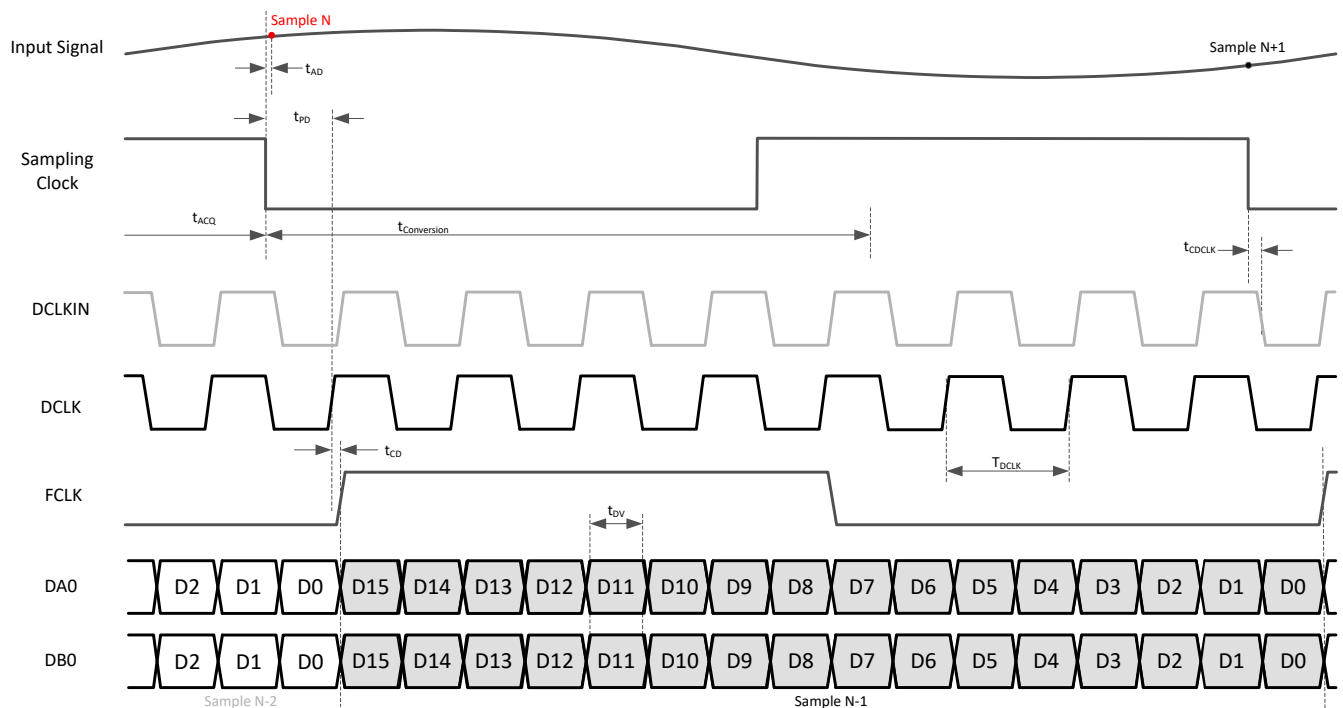 Sample N
Input Signal
Sample N+1
tAD
tPD
Sampling
Clock
tACQ
tConversion
tCDCLK
DCLKIN
DCLK
tCD
TDCLK
FCLK
tDV
DA0
D2 D1 D0 D15 D14 D13 D12 D11 D10 D9 D8 D7 D6 D5 D4 D3 D2 D1 D0
DB0
D2 D1 D0 D15 D14 D13 D12 D11 D10 D9 D8 D7 D6 D5 D4 D3 D2 D1 D0
Sample N-2
Sample N-1